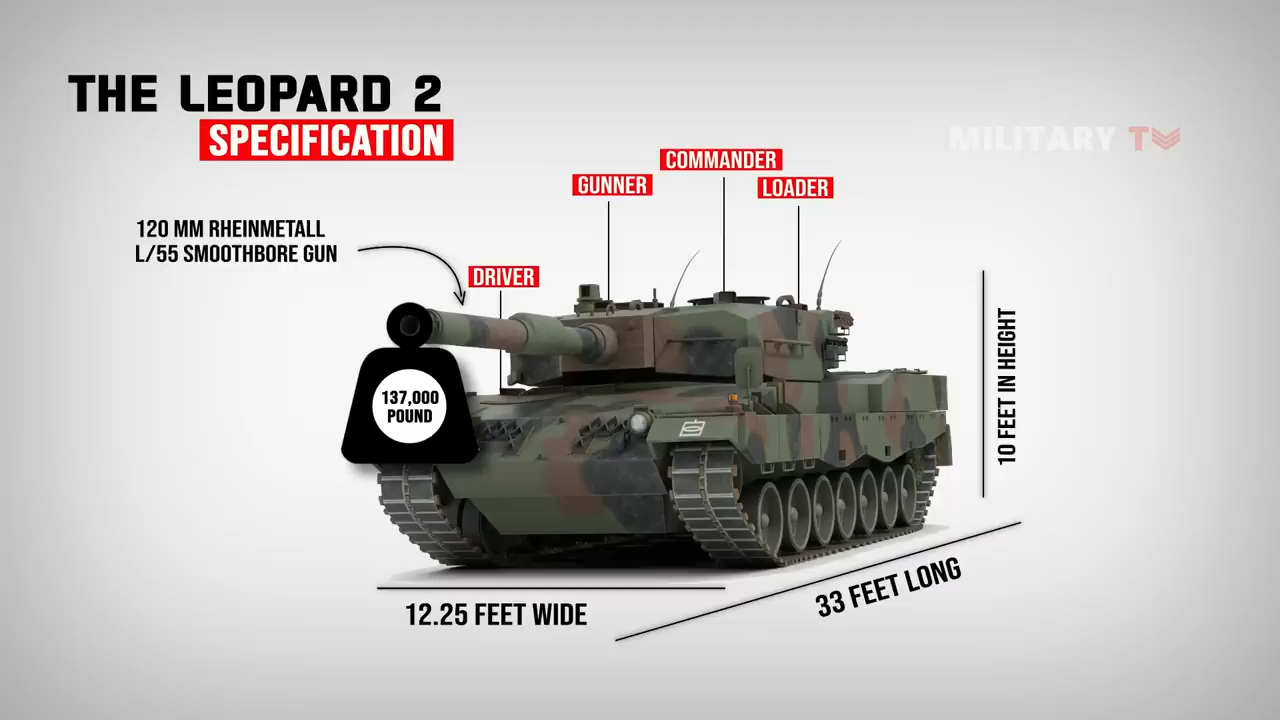 THE LEOPARD 2
SPECIFICATION
MILITARY TV
COMMANDER
GUNNER
LOADER
120 MM RHEINMETALL
L/55 SMOOTHBORE GUN
DRIVER
137,000
POUND
10 FEET IN HEIGHT
12.25 FEET WIDE
33 FEET LONG